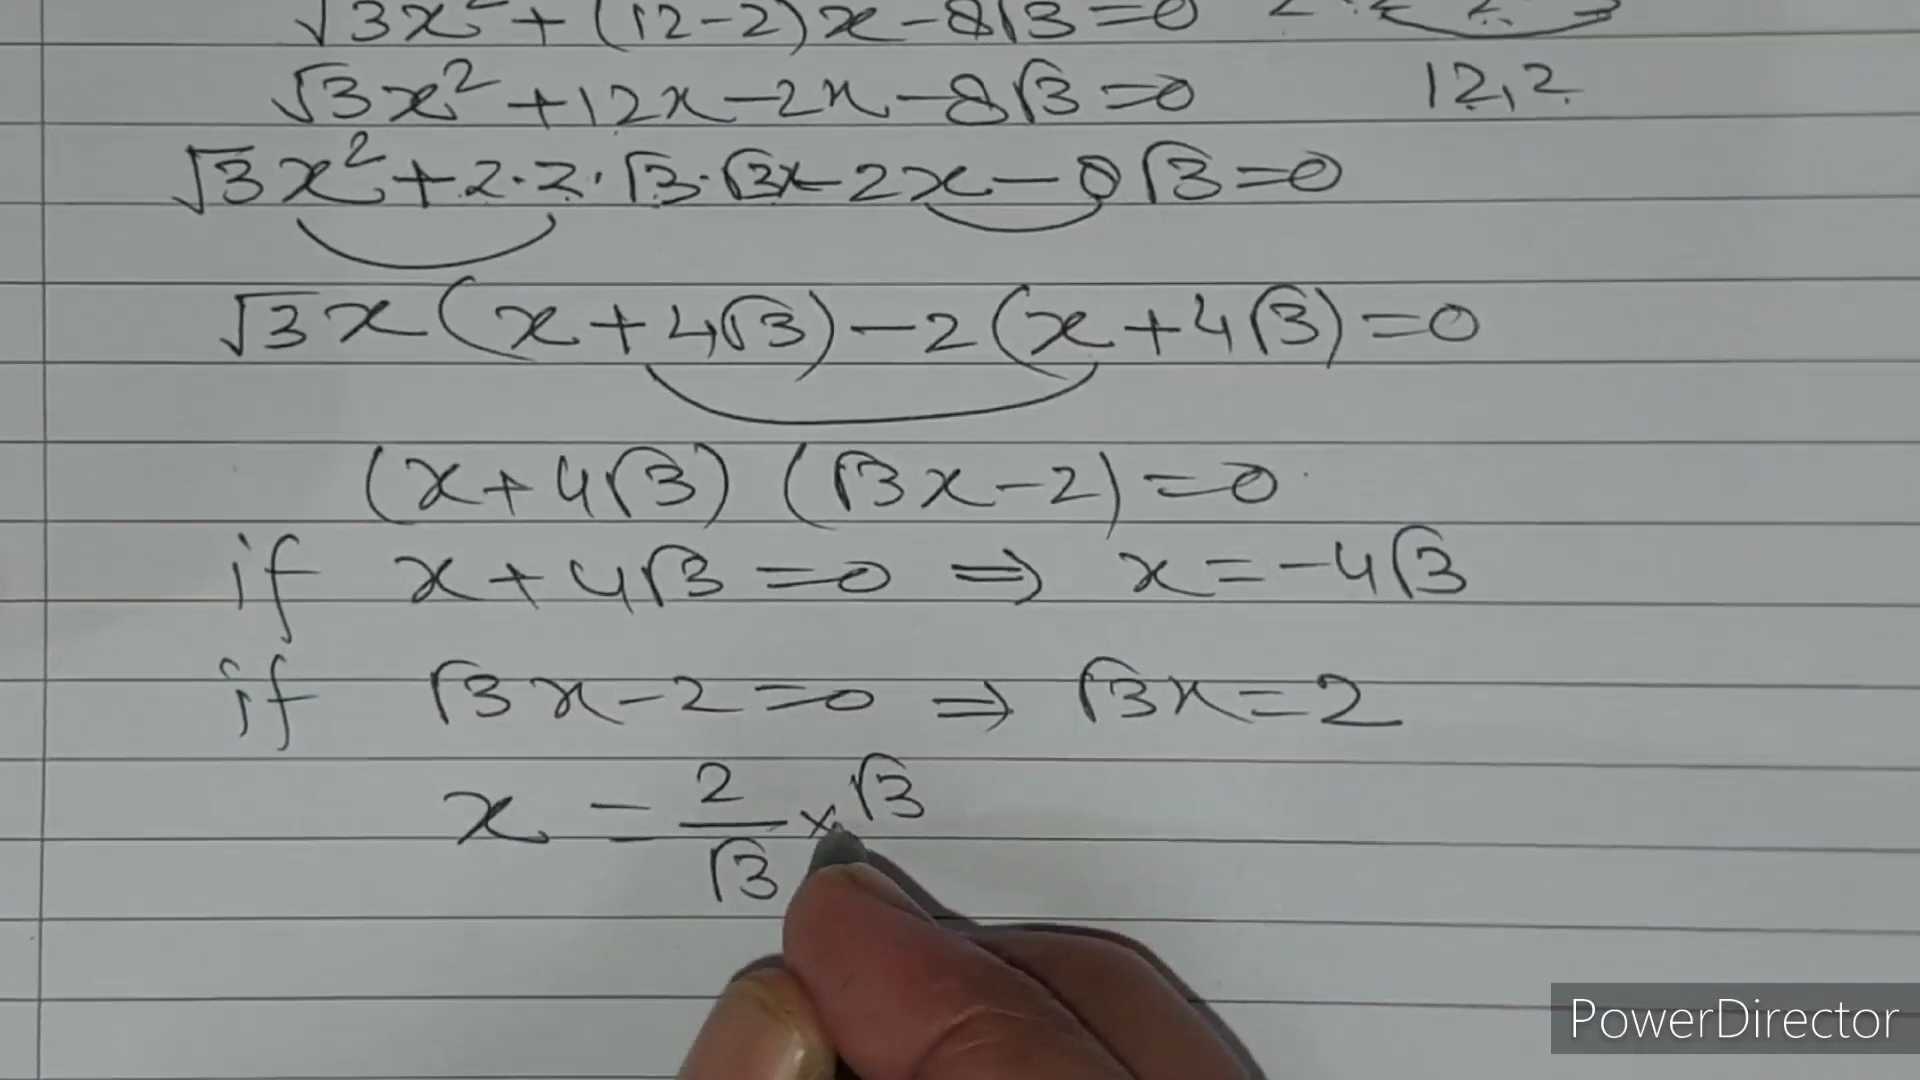 √3x²+(12-2)x-8√3=0
√3x²+12x-2x-8√3=0 12,2
√3x²+2·2·√3·√3x-2x-8√3=0
√3x(x+4√3)-2(x+4√3)=0
(x+4√3)(√3x-2)=0
if x+4√3=0 ⇒ x=-4√3
if √3x-2=0 ⇒ √3x=2
x = 2/√3 × √3
PowerDirector